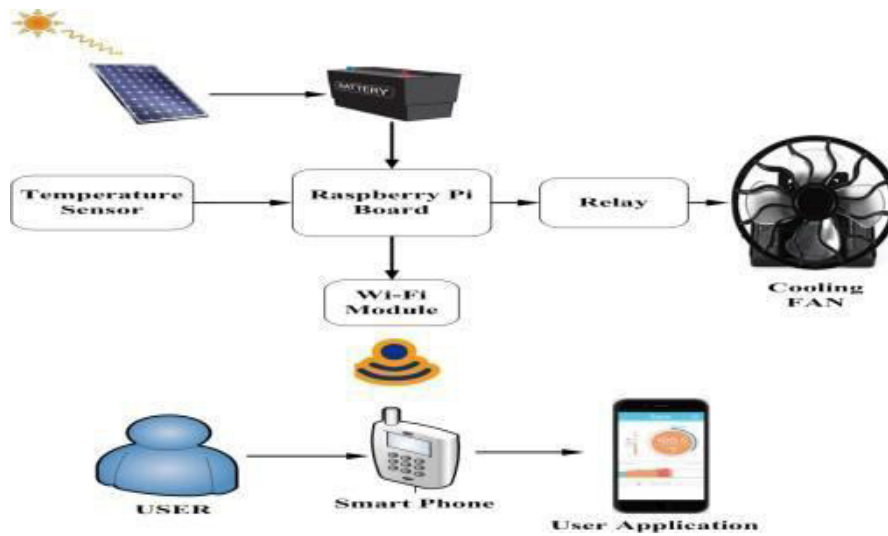 BATTERY
Temperature
Sensor
Raspberry Pi
Board
Relay
Cooling
FAN
Wi-Fi
Module
USER
Smart Phone
User Application